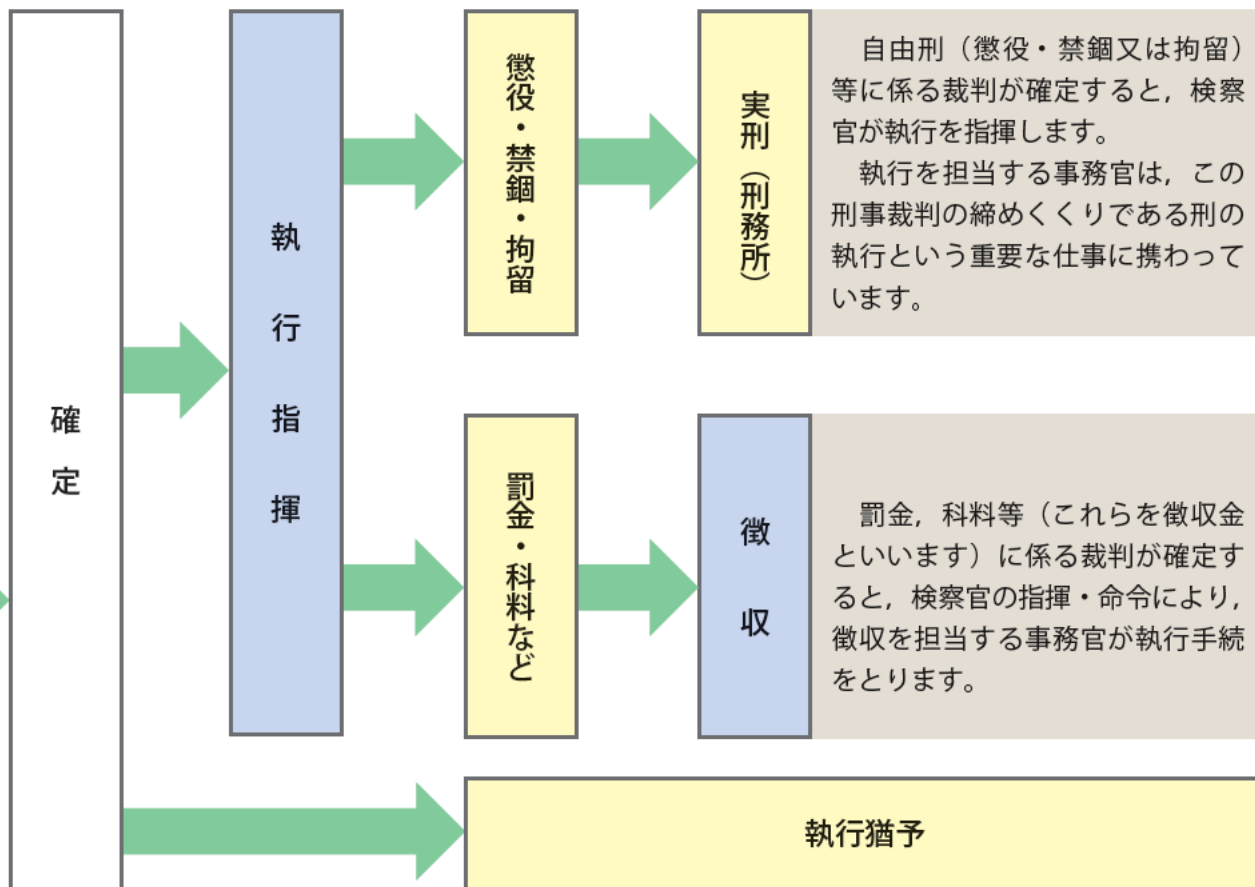 確定
執行指揮
懲役・禁錮・拘留
実刑（刑務所）
　自由刑（懲役・禁錮又は拘留）
等に係る裁判が確定すると，検察
官が執行を指揮します。
　執行を担当する事務官は，この
刑事裁判の締めくくりである刑の
執行という重要な仕事に携わって
います。
罰金・科料など
徴収
　罰金，科料等（これらを徴収金
といいます）に係る裁判が確定す
ると，検察官の指揮・命令により，
徴収を担当する事務官が執行手続
をとります。
執行猶予